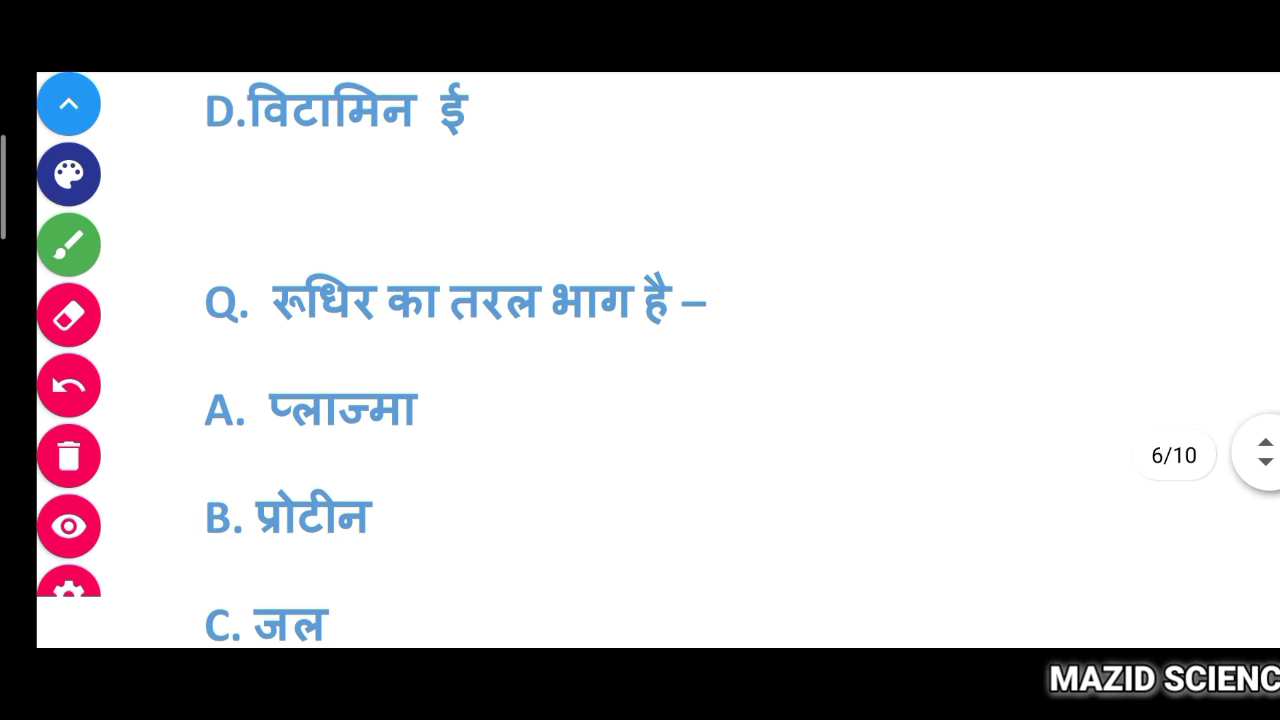 D.विटामिन ई
Q. रूधिर का तरल भाग है –
A. प्लाज्मा
B. प्रोटीन
6/10
C. जल
MAZID SCIENC